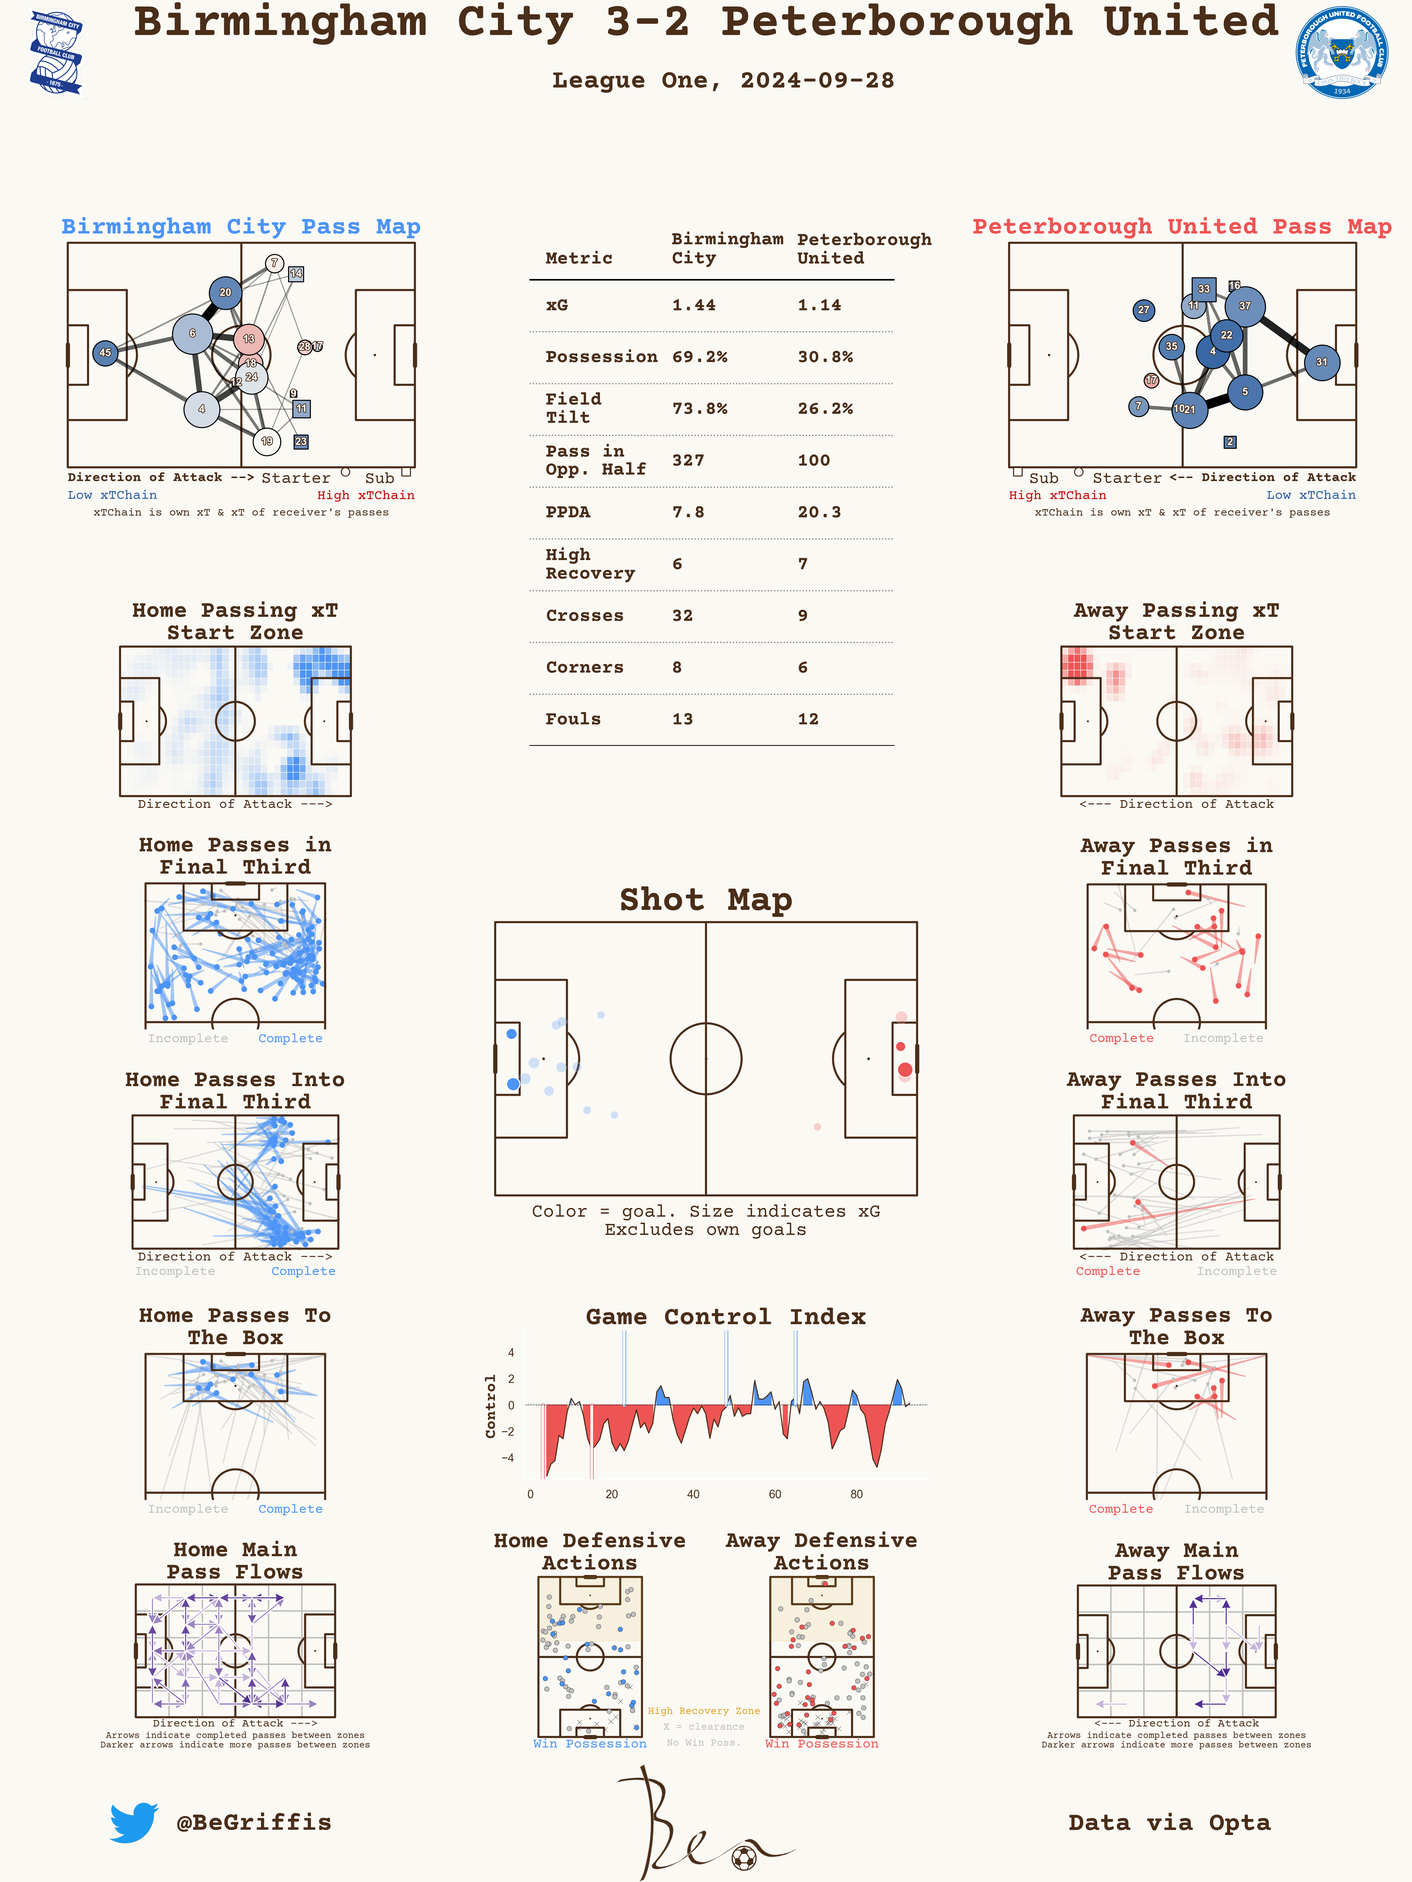 Birmingham City 3-2 Peterborough United
League One, 2024-09-28
BIRMINGHAM CITY
FOOTBALL CLUB
1875
PETERBOROUGH UNITED FOOTBALL CLUB
1934
Birmingham City Pass Map
7
14
20
6
13
28
17
45
18
24
12
9
4
11
19
23
Direction of Attack --> Starter Sub
Low xTChain High xTChain
xTChain is own xT & xT of receiver's passes
Metric Birmingham City Peterborough United
xG 1.44 1.14
Possession 69.2% 30.8%
Field Tilt 73.8% 26.2%
Pass in Opp. Half 327 100
PPDA 7.8 20.3
High Recovery 6 7
Crosses 32 9
Corners 8 6
Fouls 13 12
Peterborough United Pass Map
33
16
27
11
37
22
35
4
31
17
5
7
10
21
2
Sub Starter <-- Direction of Attack
High xTChain Low xTChain
xTChain is own xT & xT of receiver's passes
Home Passing xT
Start Zone
Direction of Attack --->
Away Passing xT
Start Zone
<--- Direction of Attack
Home Passes in
Final Third
Incomplete Complete
Away Passes in
Final Third
Complete Incomplete
Shot Map
Color = goal. Size indicates xG
Excludes own goals
Home Passes Into
Final Third
Direction of Attack --->
Incomplete Complete
Away Passes Into
Final Third
<--- Direction of Attack
Complete Incomplete
Home Passes To
The Box
Incomplete Complete
Game Control Index
Control
4
2
0
−2
−4
0 20 40 60 80
Away Passes To
The Box
Complete Incomplete
Home Main
Pass Flows
Direction of Attack --->
Arrows indicate completed passes between zones
Darker arrows indicate more passes between zones
Home Defensive
Actions
Win Possession
High Recovery Zone
X = clearance
No Win Poss.
Away Defensive
Actions
Win Possession
Away Main
Pass Flows
<--- Direction of Attack
Arrows indicate completed passes between zones
Darker arrows indicate more passes between zones
@BeGriffis
Ben
Data via Opta